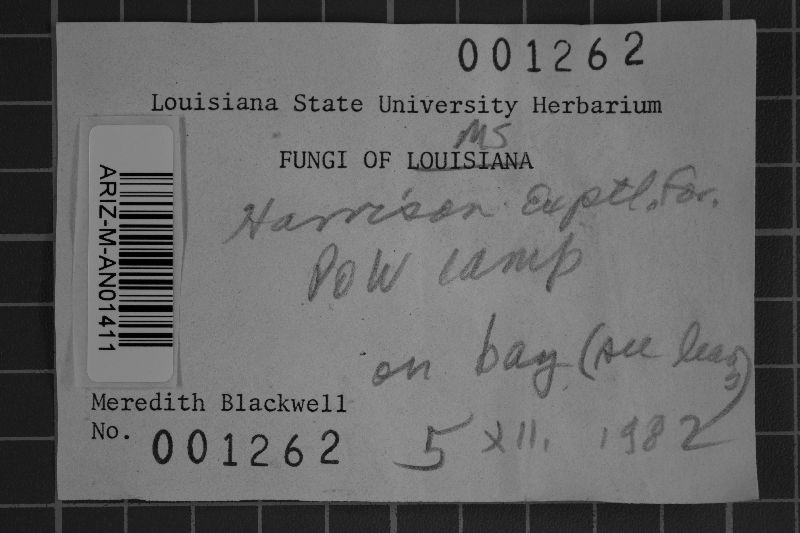 001262
Louisiana State University Herbarium
MS
FUNGI OF LOUISIANA
Harrison Exptl. For.
POW camp
on bay (see leaf)
ARIZ-M-AN01411
Meredith Blackwell
No. 001262
5 XII. 1982